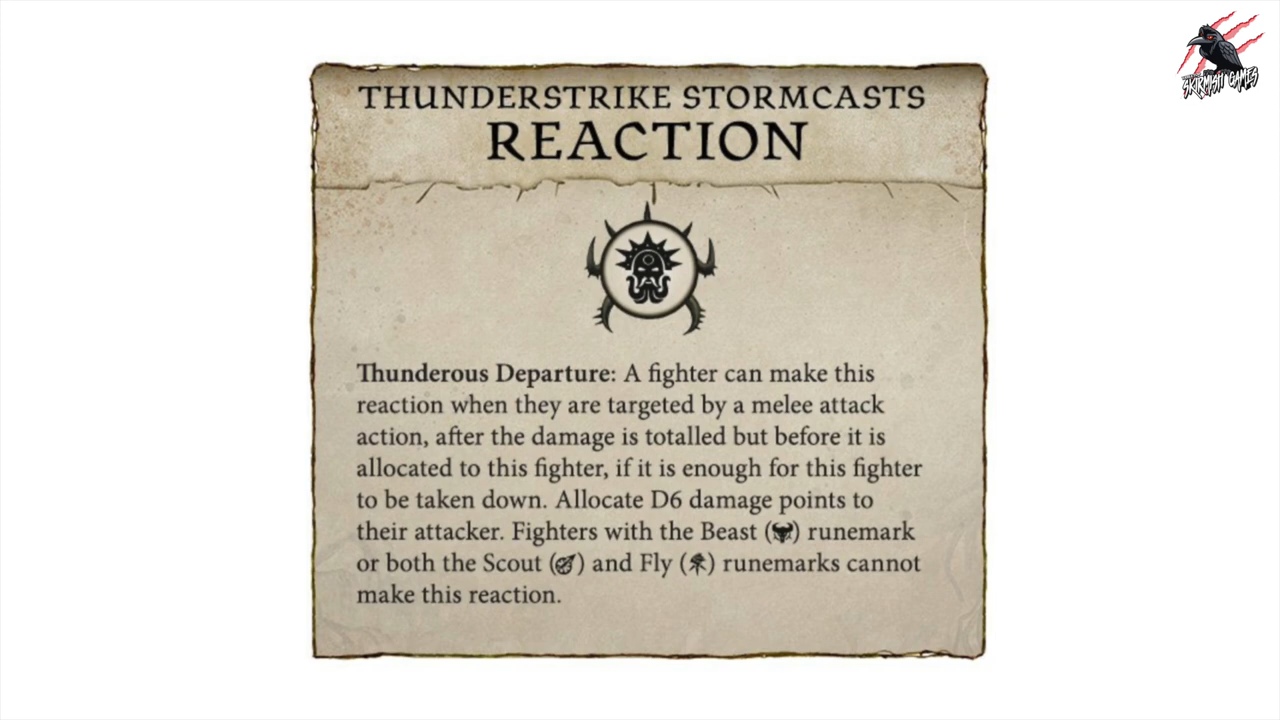 SKIRMISH GAMES
THUNDERSTRIKE STORMCASTS
REACTION
Thunderous Departure: A fighter can make this
reaction when they are targeted by a melee attack
action, after the damage is totalled but before it is
allocated to this fighter, if it is enough for this fighter
to be taken down. Allocate D6 damage points to
their attacker. Fighters with the Beast () runemark
or both the Scout () and Fly () runemarks cannot
make this reaction.